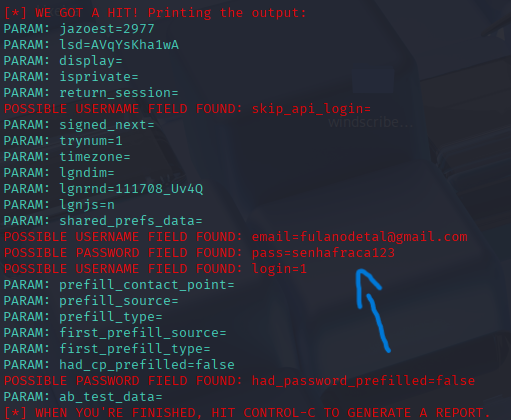 [*] WE GOT A HIT! Printing the output:
PARAM: jazoest=2977
PARAM: lsd=AVqYsKha1wA
PARAM: display=
PARAM: isprivate=
PARAM: return_session=
POSSIBLE USERNAME FIELD FOUND: skip_api_login=
windscribe...
PARAM: signed_next=
PARAM: trynum=1
PARAM: timezone=
PARAM: lgndim=
PARAM: lgnrnd=111708_Uv4Q
PARAM: lgnjs=n
PARAM: shared_prefs_data=
POSSIBLE USERNAME FIELD FOUND: email=fulanodetal@gmail.com
POSSIBLE PASSWORD FIELD FOUND: pass=senhafraca123
POSSIBLE USERNAME FIELD FOUND: login=1
PARAM: prefill_contact_point=
PARAM: prefill_source=
PARAM: prefill_type=
PARAM: first_prefill_source=
PARAM: first_prefill_type=
PARAM: had_cp_prefilled=false
POSSIBLE PASSWORD FIELD FOUND: had_password_prefilled=false
PARAM: ab_test_data=
[*] WHEN YOU'RE FINISHED, HIT CONTROL-C TO GENERATE A REPORT.